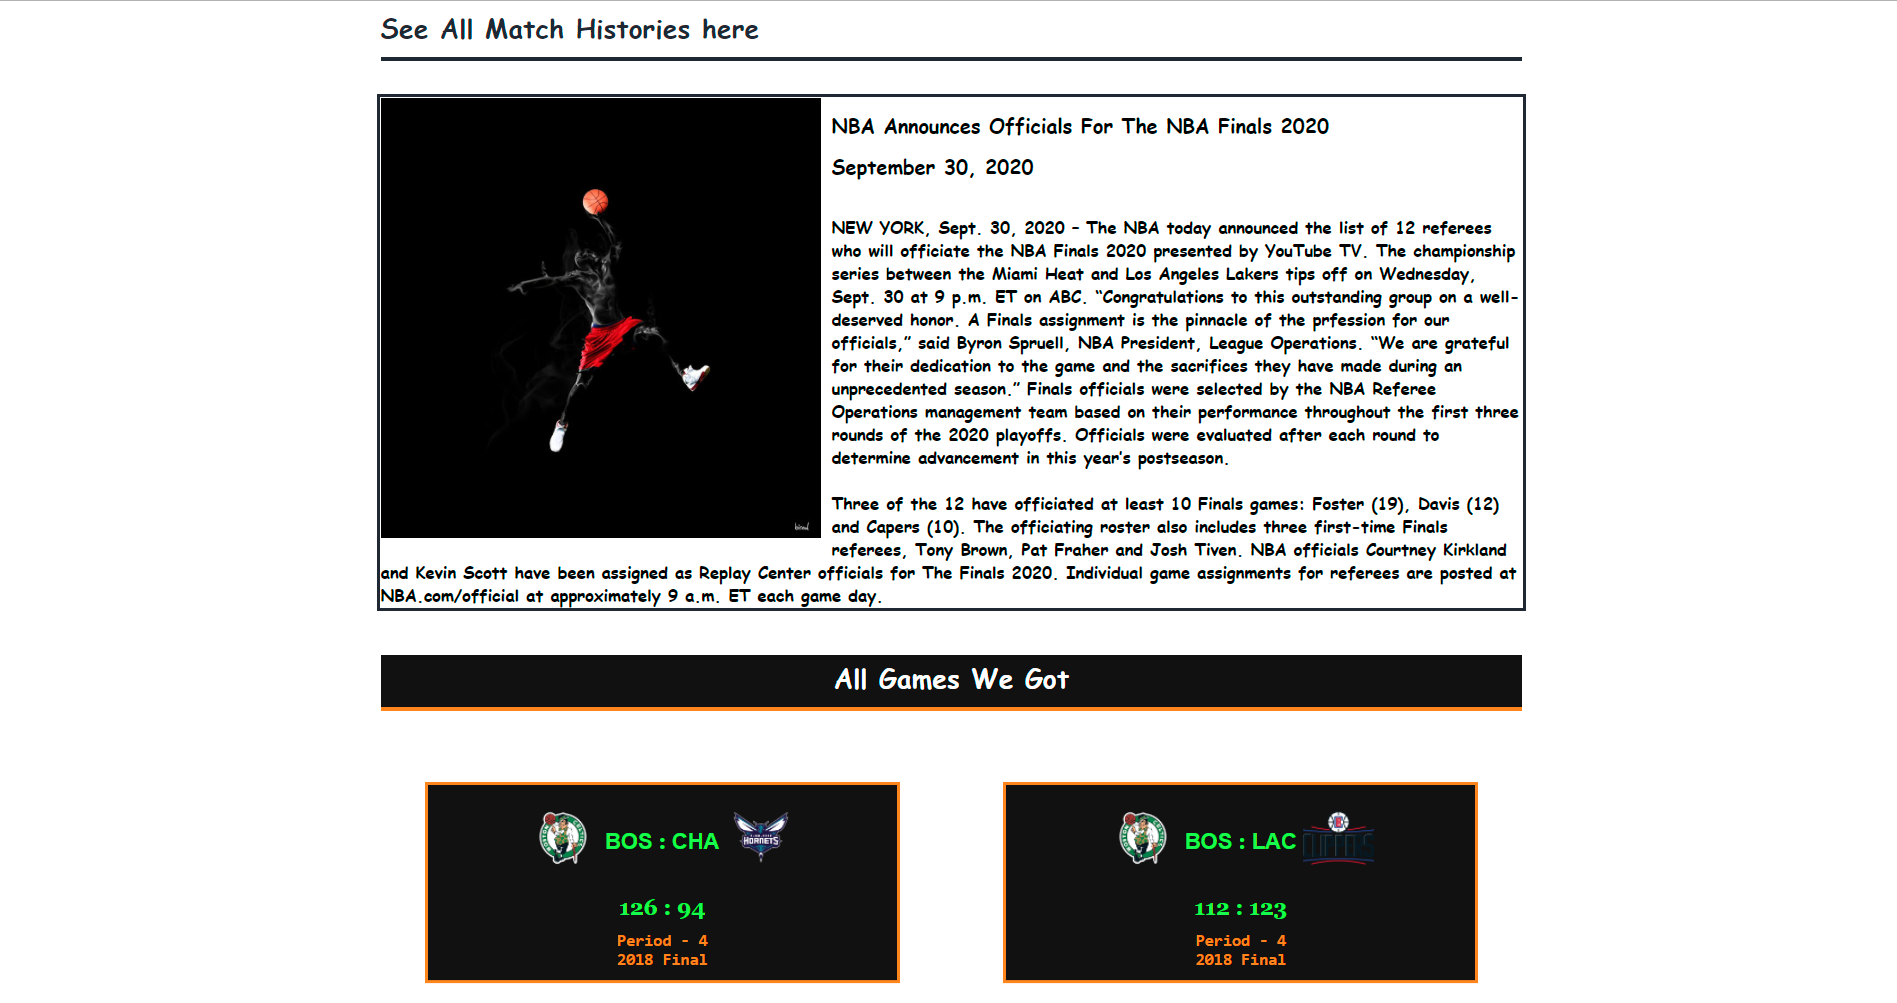 See All Match Histories here
NBA Announces Officials For The NBA Finals 2020
September 30, 2020
NEW YORK, Sept. 30, 2020 – The NBA today announced the list of 12 referees
who will officiate the NBA Finals 2020 presented by YouTube TV. The championship
series between the Miami Heat and Los Angeles Lakers tips off on Wednesday,
Sept. 30 at 9 p.m. ET on ABC. “Congratulations to this outstanding group on a well-
deserved honor. A Finals assignment is the pinnacle of the prfession for our
officials,” said Byron Spruell, NBA President, League Operations. “We are grateful
for their dedication to the game and the sacrifices they have made during an
unprecedented season.” Finals officials were selected by the NBA Referee
Operations management team based on their performance throughout the first three
rounds of the 2020 playoffs. Officials were evaluated after each round to
determine advancement in this year’s postseason.
Three of the 12 have officiated at least 10 Finals games: Foster (19), Davis (12)
and Capers (10). The officiating roster also includes three first-time Finals
referees, Tony Brown, Pat Fraher and Josh Tiven. NBA officials Courtney Kirkland
and Kevin Scott have been assigned as Replay Center officials for The Finals 2020. Individual game assignments for referees are posted at
NBA.com/official at approximately 9 a.m. ET each game day.
All Games We Got
BOS : CHA
HORNETS
126 : 94
Period - 4
2018 Final
BOS : LAC
112 : 123
Period - 4
2018 Final